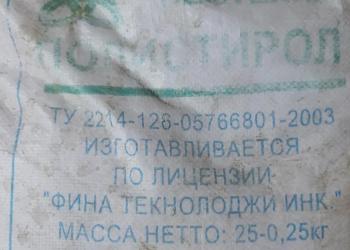 ПОЛИСТИРОЛ
ТУ 2214-126-05766801-2003
ИЗГОТАВЛИВАЕТСЯ
ПО ЛИЦЕНЗИИ
"ФИНА ТЕКНОЛОДЖИ ИНК."
МАССА НЕТТО: 25-0,25кг